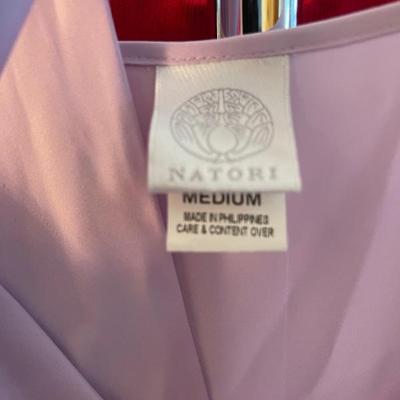 NATORI
MEDIUM
MADE IN PHILIPPINES
CARE & CONTENT OVER